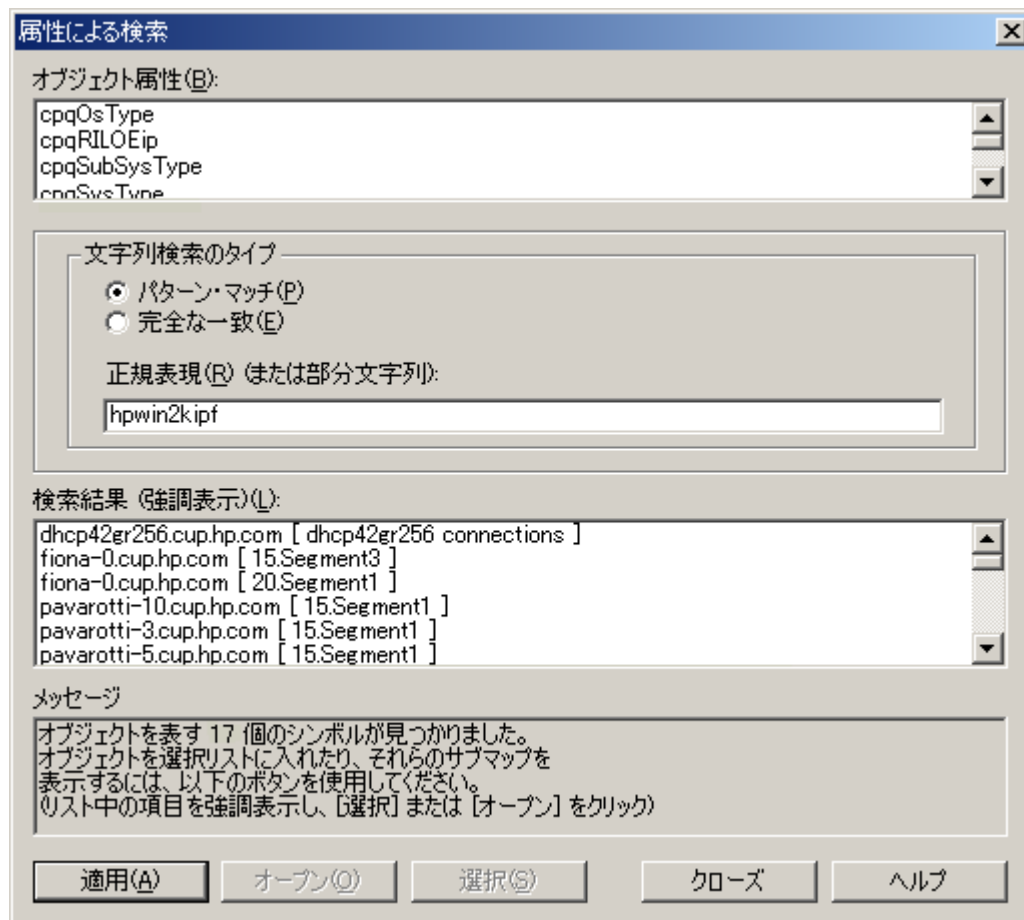 属性による検索
オブジェクト属性(B):
cpqOsType
cpqRILOEip
cpqSubSysType
cpqSysType
文字列検索のタイプ
パターン・マッチ(P)
完全な一致(E)
正規表現(R) (または部分文字列):
hpwin2kipf
検索結果 (強調表示)(L):
dhcp42gr256.cup.hp.com [ dhcp42gr256 connections ]
fiona-0.cup.hp.com [ 15.Segment3 ]
fiona-0.cup.hp.com [ 20.Segment1 ]
pavarotti-10.cup.hp.com [ 15.Segment1 ]
pavarotti-3.cup.hp.com [ 15.Segment1 ]
pavarotti-5.cup.hp.com [ 15.Segment1 ]
メッセージ
オブジェクトを表す 17 個のシンボルが見つかりました。
オブジェクトを選択リストに入れたり、それらのサブマップを
表示するには、以下のボタンを使用してください。
(リスト中の項目を強調表示し、[選択] または [オープン] をクリック)
適用(A) オープン(O) 選択(S) クローズ ヘルプ